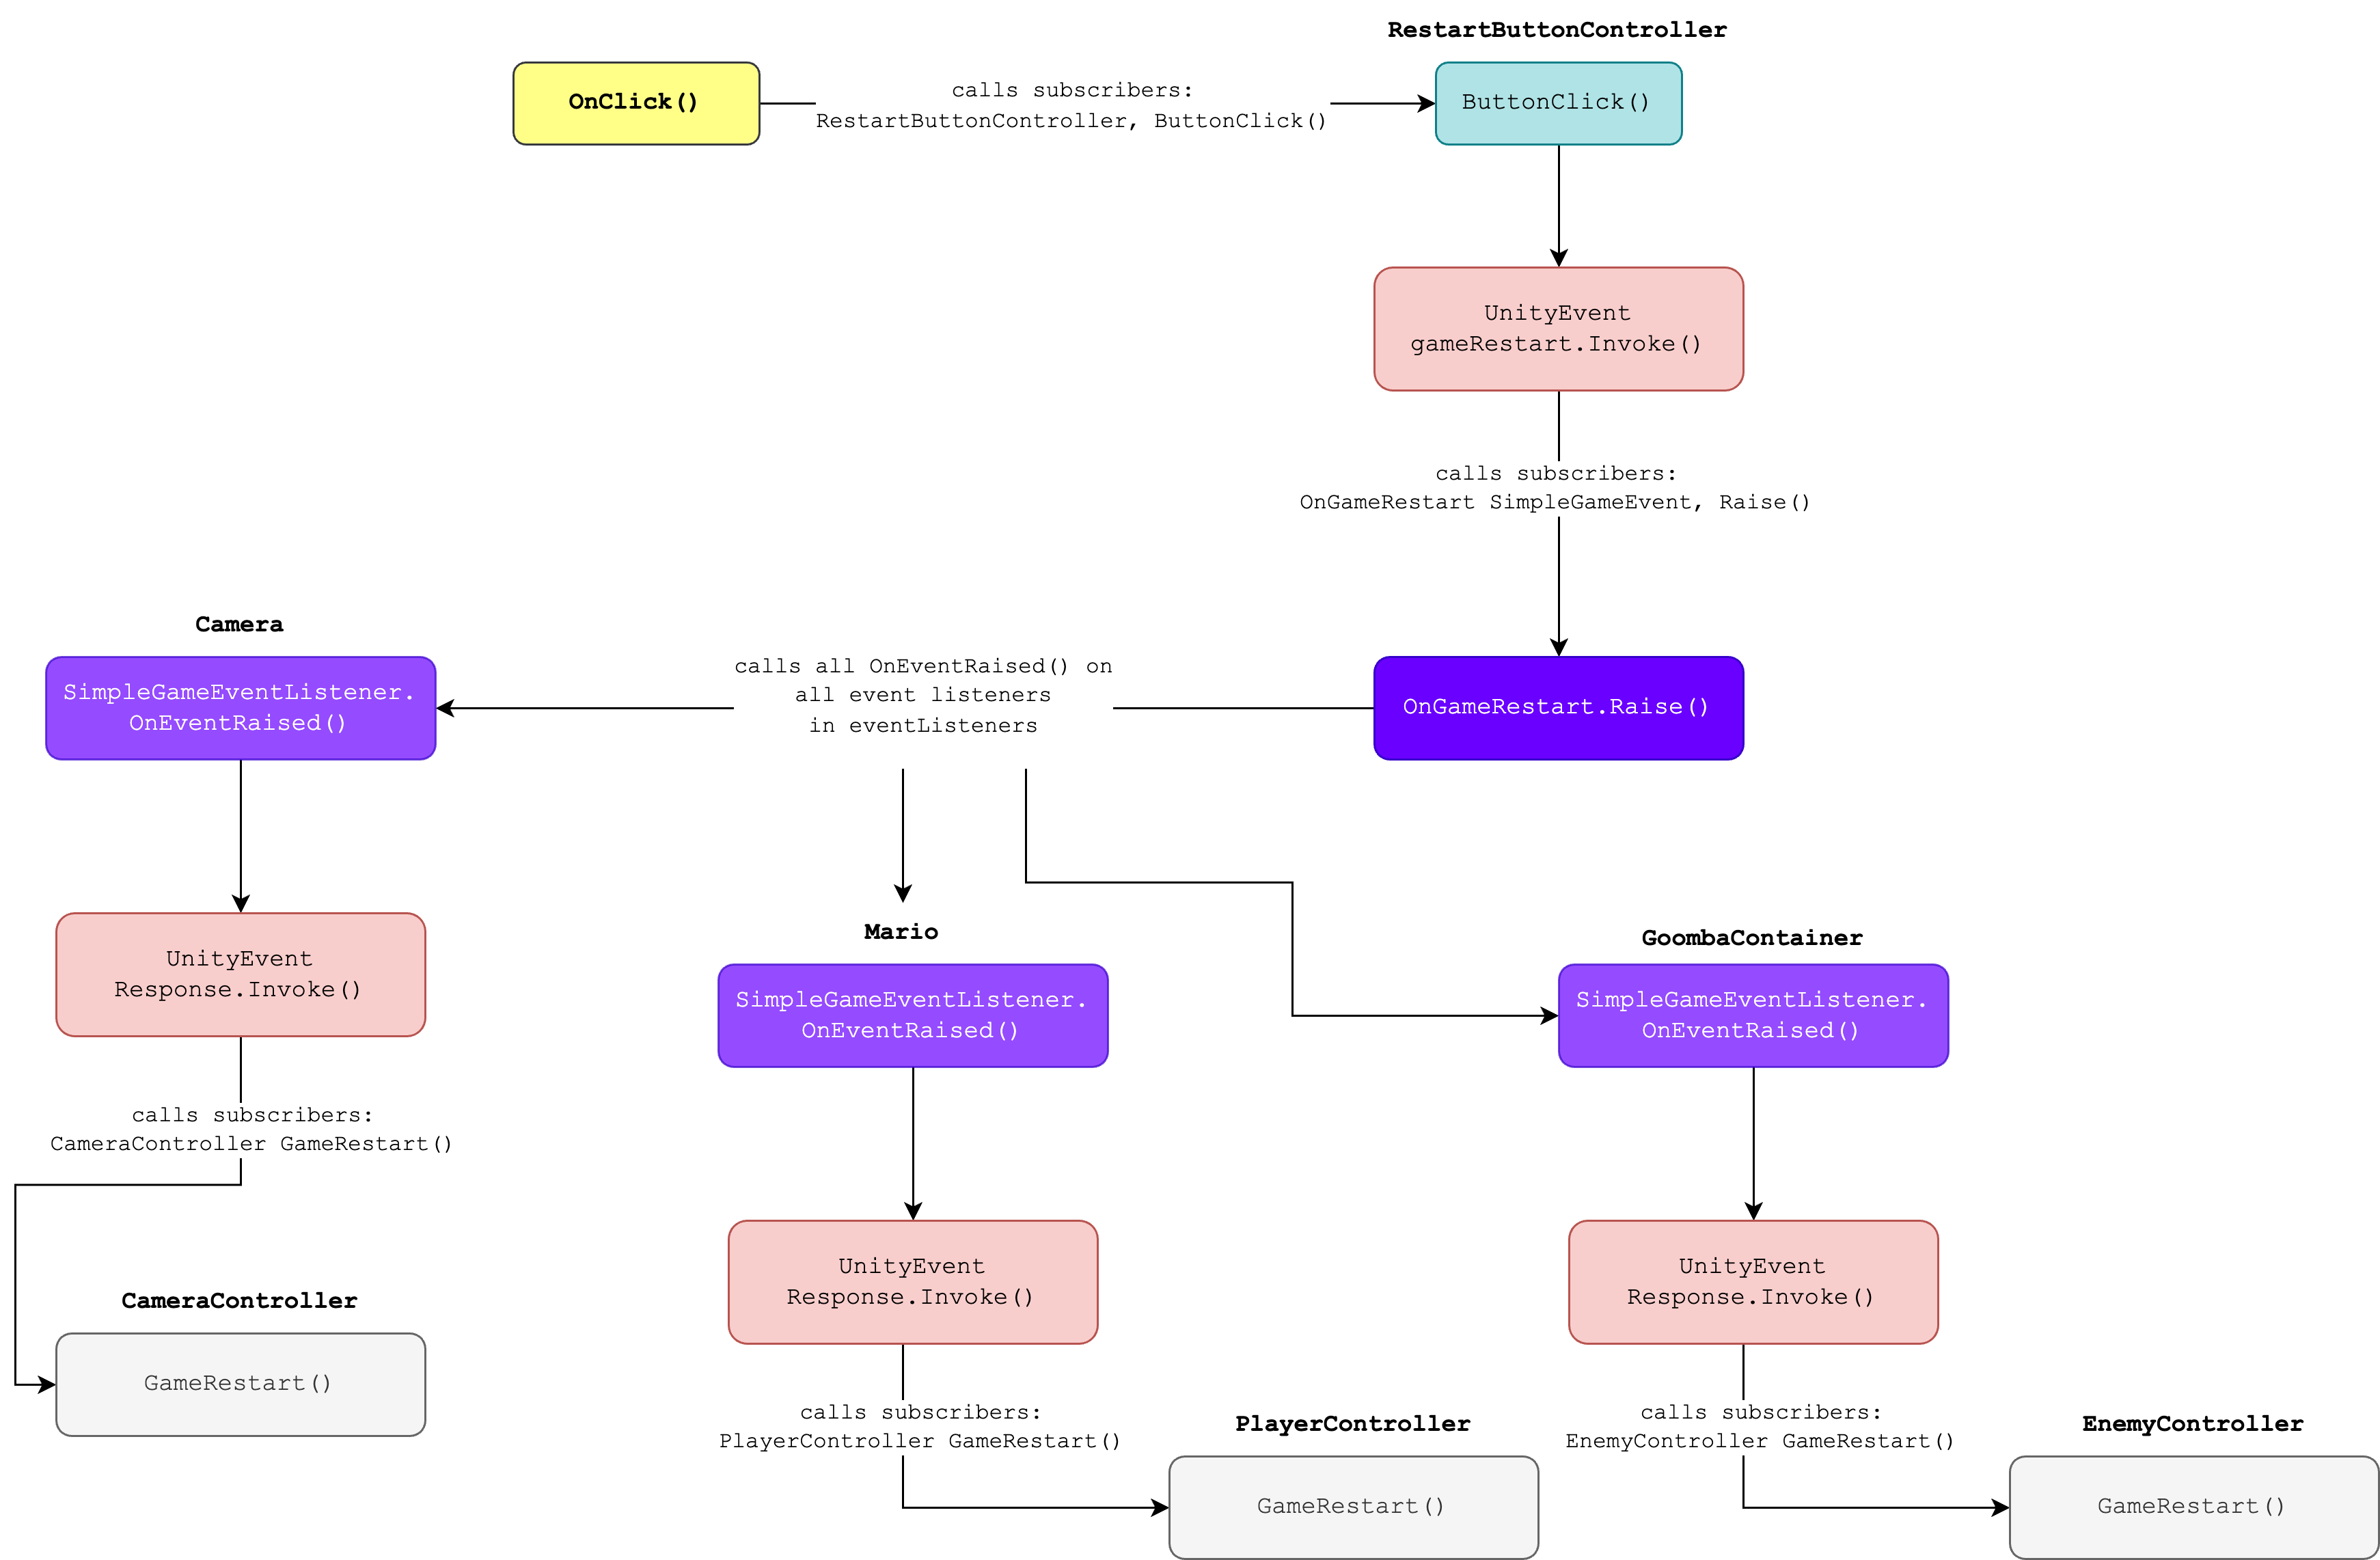 RestartButtonController
OnClick()
calls subscribers:
RestartButtonController, ButtonClick()
ButtonClick()
UnityEvent
gameRestart.Invoke()
calls subscribers:
OnGameRestart SimpleGameEvent, Raise()
OnGameRestart.Raise()
calls all OnEventRaised() on
all event listeners
in eventListeners
Camera
SimpleGameEventListener.
OnEventRaised()
UnityEvent
Response.Invoke()
calls subscribers:
CameraController GameRestart()
CameraController
GameRestart()
Mario
SimpleGameEventListener.
OnEventRaised()
UnityEvent
Response.Invoke()
calls subscribers:
PlayerController GameRestart()
PlayerController
GameRestart()
GoombaContainer
SimpleGameEventListener.
OnEventRaised()
UnityEvent
Response.Invoke()
calls subscribers:
EnemyController GameRestart()
EnemyController
GameRestart()